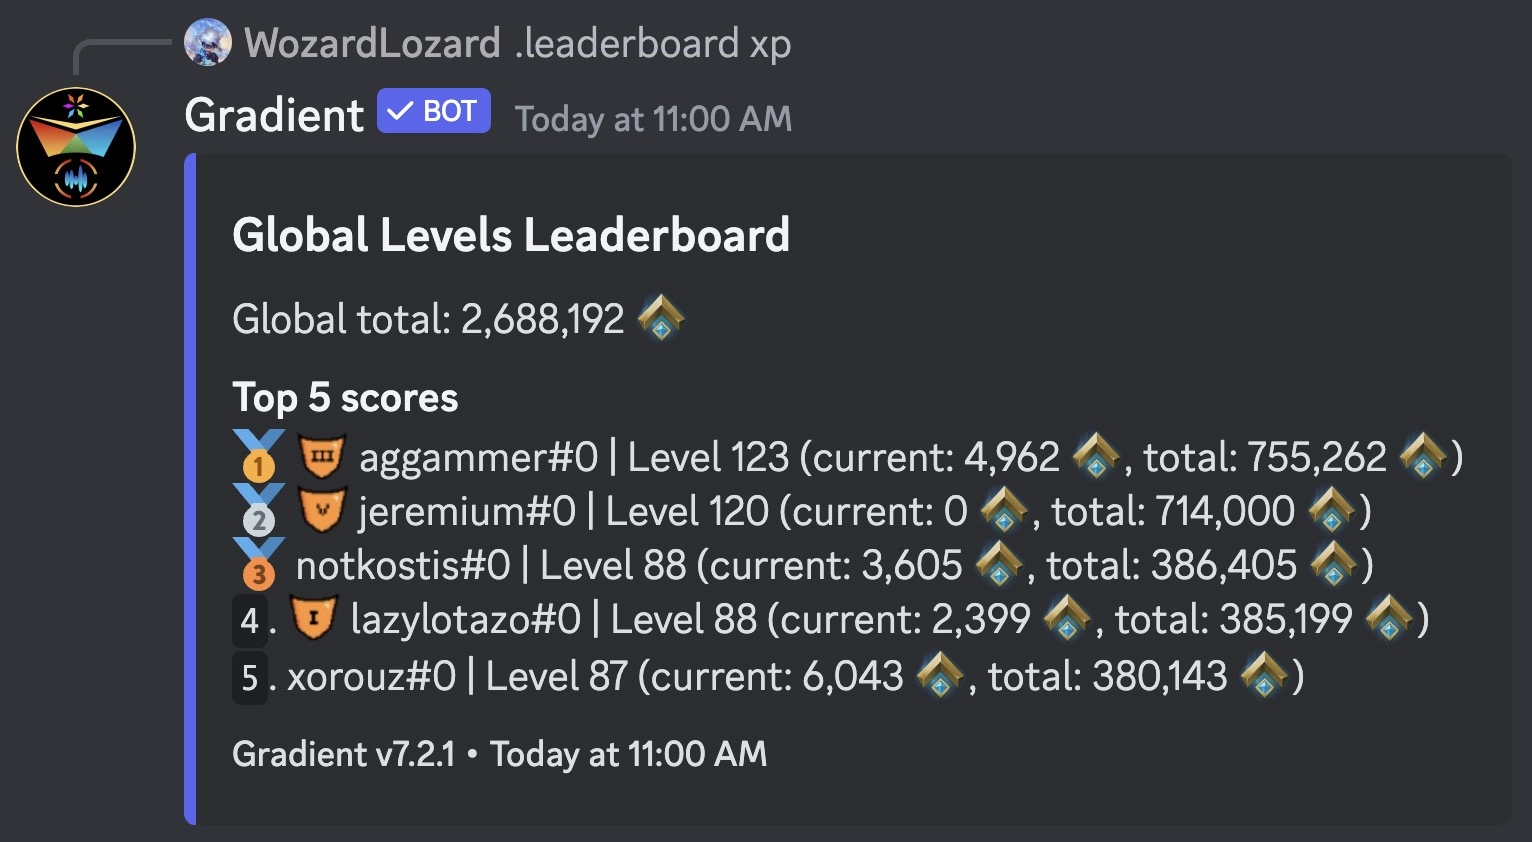 WozardLozard .leaderboard xp
Gradient ✓ BOT Today at 11:00 AM
Global Levels Leaderboard
Global total: 2,688,192
Top 5 scores
1 III aggammer#0 | Level 123 (current: 4,962 , total: 755,262 )
2 V jeremium#0 | Level 120 (current: 0 , total: 714,000 )
3 notkostis#0 | Level 88 (current: 3,605 , total: 386,405 )
4. I lazylotazo#0 | Level 88 (current: 2,399 , total: 385,199 )
5. xorouz#0 | Level 87 (current: 6,043 , total: 380,143 )
Gradient v7.2.1 • Today at 11:00 AM